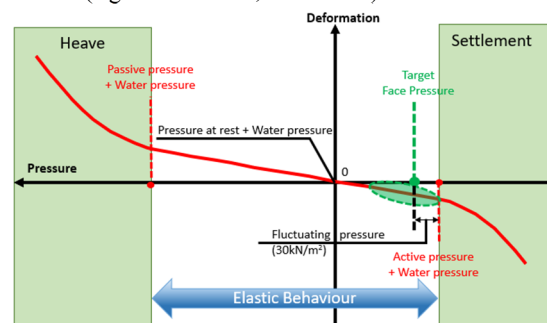 Deformation
Heave
Settlement
Passive pressure
+ Water pressure
Target
Face Pressure
Pressure at rest + Water pressure
Pressure
0
Fluctuating pressure
(30kN/m²)
Active pressure
+ Water pressure
Elastic Behaviour